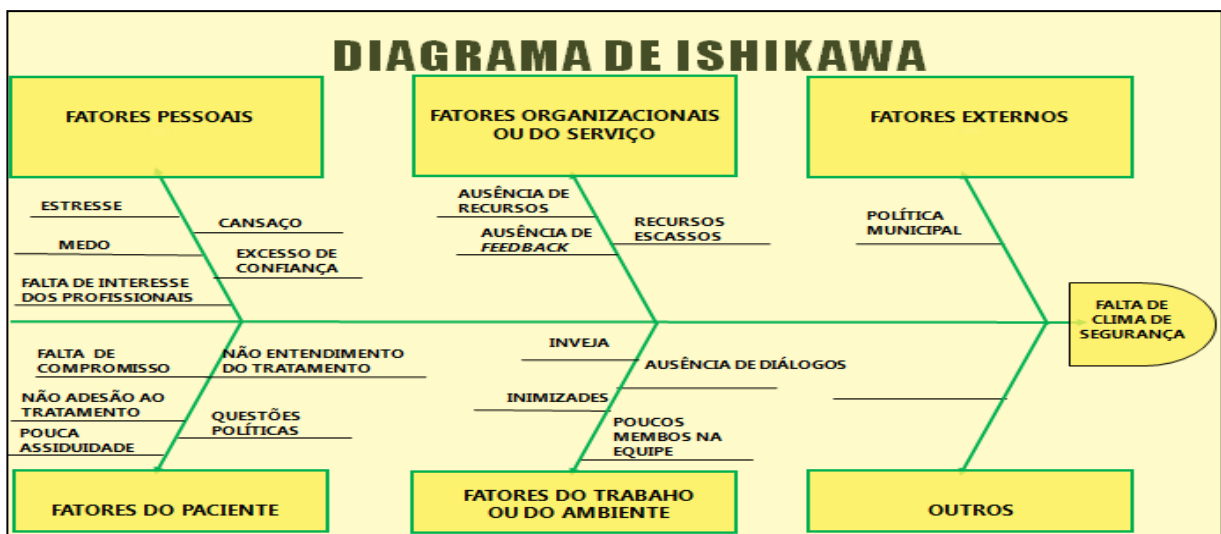 DIAGRAMA DE ISHIKAWA
FATORES PESSOAIS
FATORES ORGANIZACIONAIS
OU DO SERVIÇO
FATORES EXTERNOS
ESTRESSE
CANSAÇO
MEDO
EXCESSO DE
CONFIANÇA
FALTA DE INTERESSE
DOS PROFISSIONAIS
AUSÊNCIA DE
RECURSOS
AUSÊNCIA DE
FEEDBACK
RECURSOS
ESCASSOS
POLÍTICA
MUNICIPAL
FALTA DE
CLIMA DE
SEGURANÇA
FALTA DE
COMPROMISSO
NÃO ENTENDIMENTO
DO TRATAMENTO
NÃO ADESÃO AO
TRATAMENTO
QUESTÕES
POLÍTICAS
POUCA
ASSIDUIDADE
INVEJA
AUSÊNCIA DE DIÁLOGOS
INIMIZADES
POUCOS
MEMBOS NA
EQUIPE
FATORES DO PACIENTE
FATORES DO TRABAHO
OU DO AMBIENTE
OUTROS